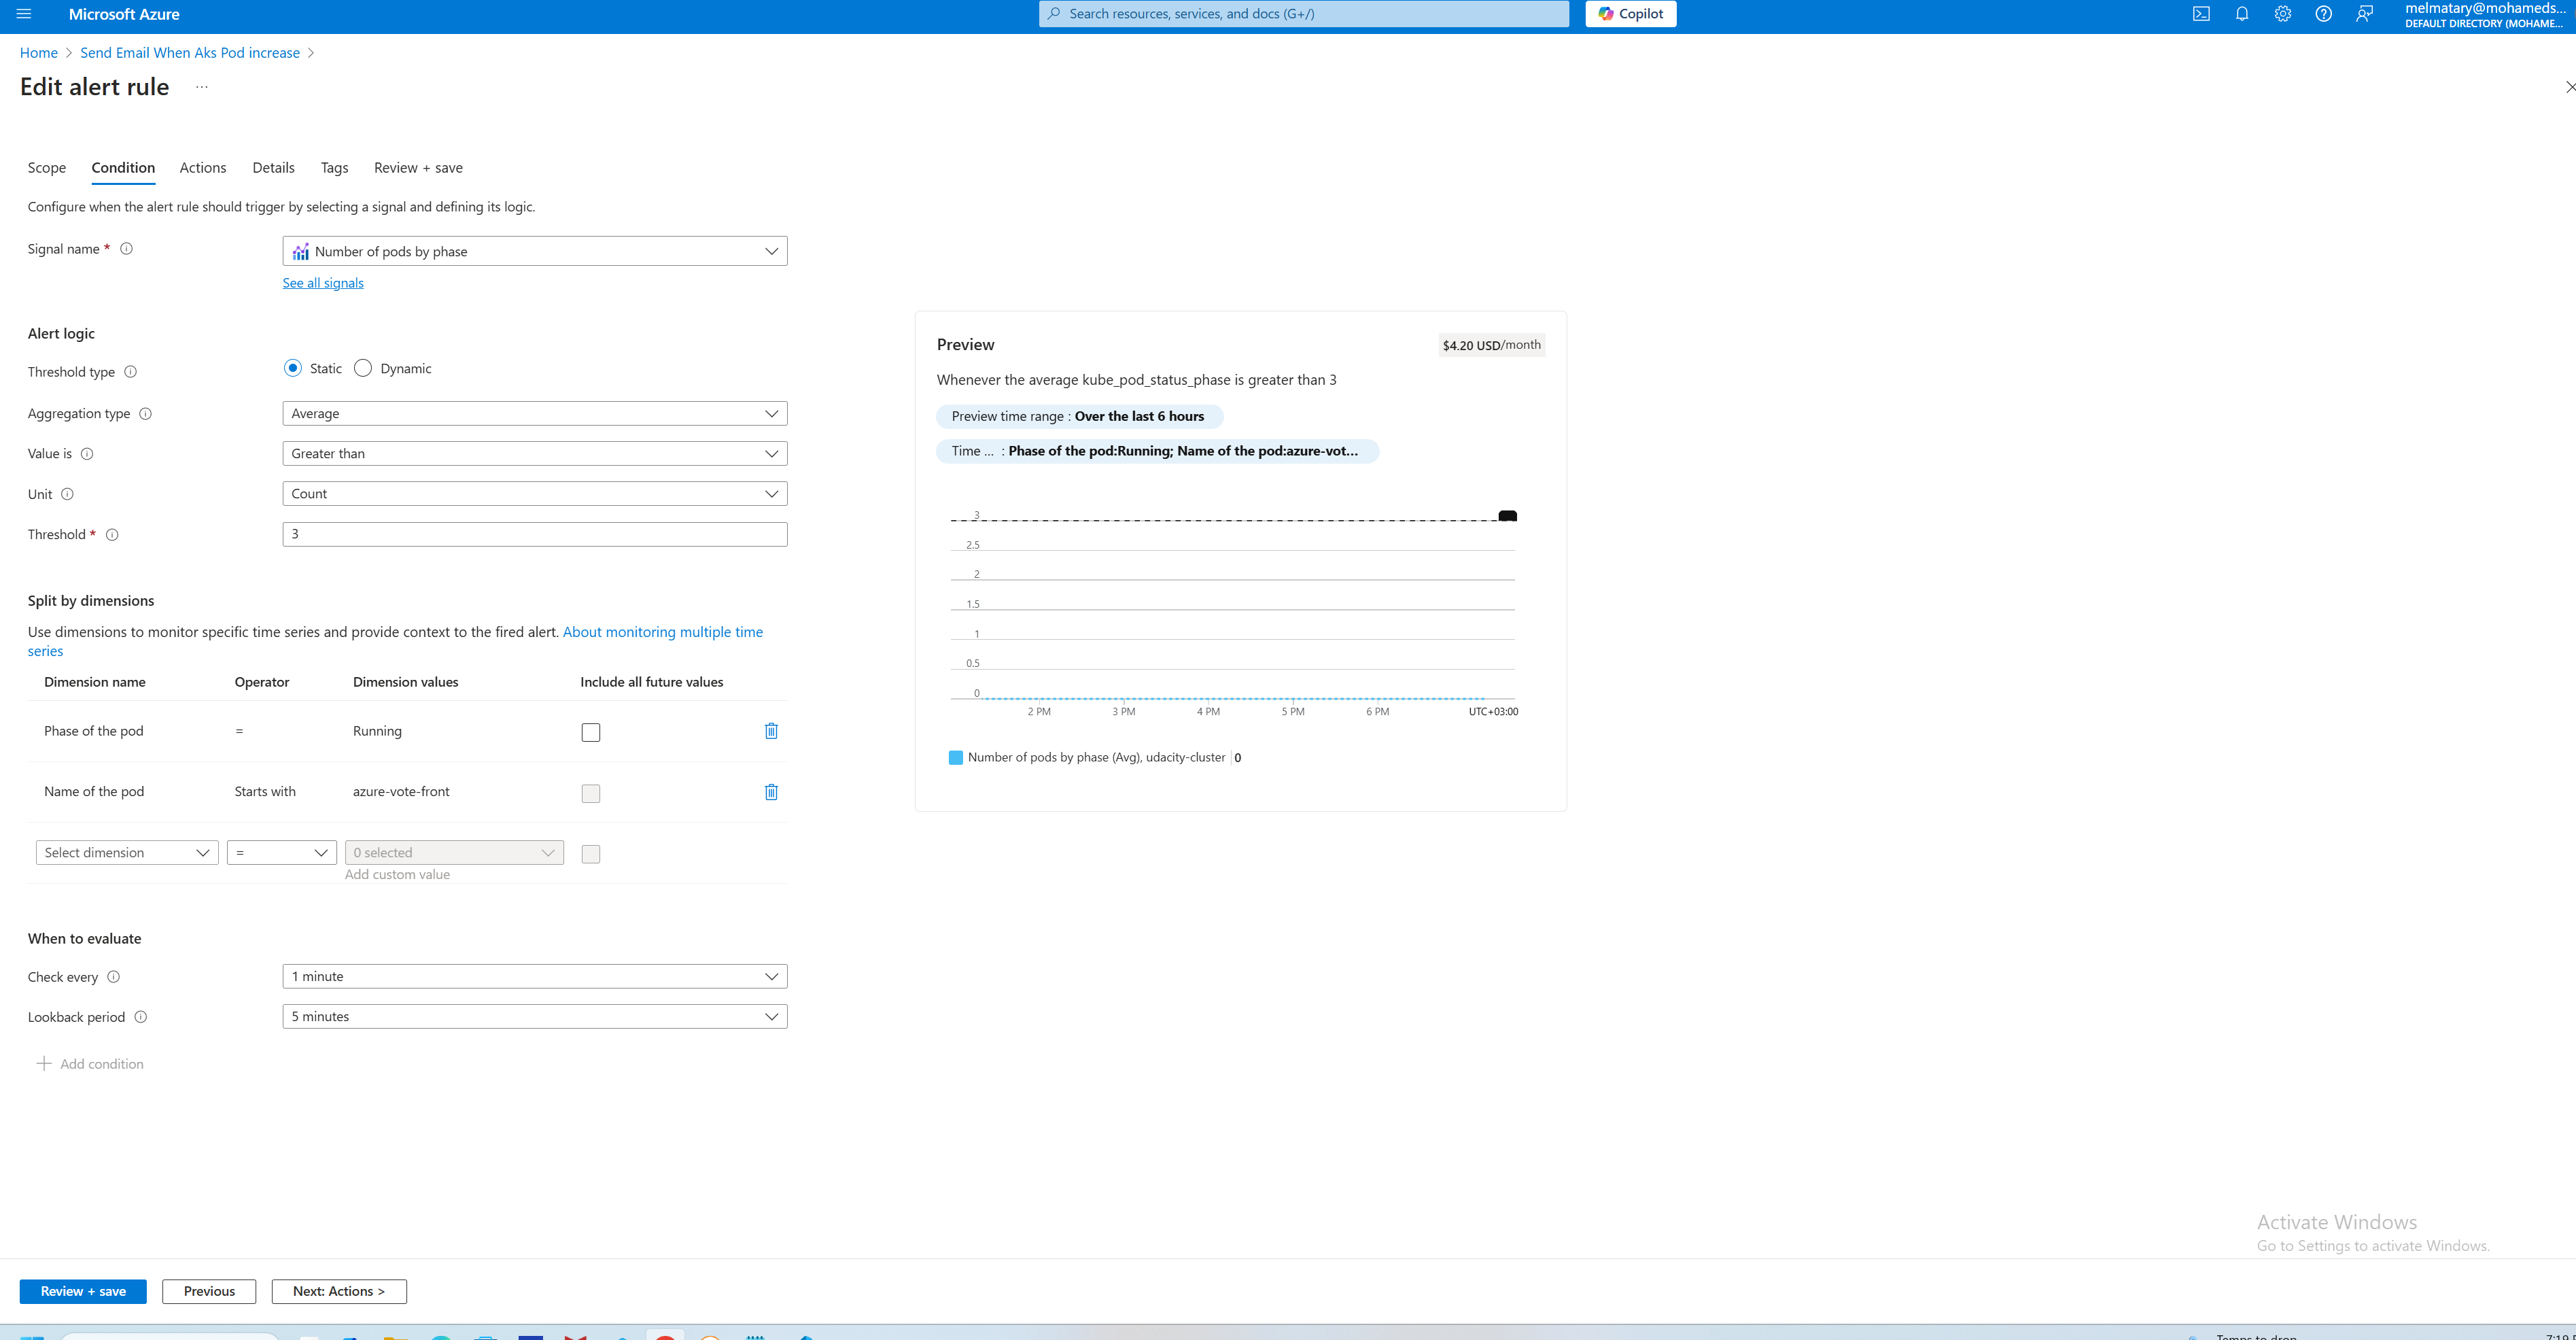 Microsoft Azure
Search resources, services, and docs (G+/)
Copilot
melmatary@mohameds...
DEFAULT DIRECTORY (MOHAME...
Home > Send Email When Aks Pod increase >
Edit alert rule ...
Scope Condition Actions Details Tags Review + save
Configure when the alert rule should trigger by selecting a signal and defining its logic.
Signal name * Number of pods by phase
See all signals
Alert logic
Threshold type Static Dynamic
Aggregation type Average
Value is Greater than
Unit Count
Threshold * 3
Split by dimensions
Use dimensions to monitor specific time series and provide context to the fired alert. About monitoring multiple time
series
Dimension name Operator Dimension values Include all future values
Phase of the pod = Running
Name of the pod Starts with azure-vote-front
Select dimension = 0 selected
Add custom value
When to evaluate
Check every 1 minute
Lookback period 5 minutes
+ Add condition
Preview $4.20 USD/month
Whenever the average kube_pod_status_phase is greater than 3
Preview time range : Over the last 6 hours
Time ... : Phase of the pod:Running; Name of the pod:azure-vot...
3
2.5
2
1.5
1
0.5
0
2 PM 3 PM 4 PM 5 PM 6 PM UTC+03:00
Number of pods by phase (Avg), udacity-cluster 0
Activate Windows
Go to Settings to activate Windows.
Review + save Previous Next: Actions >